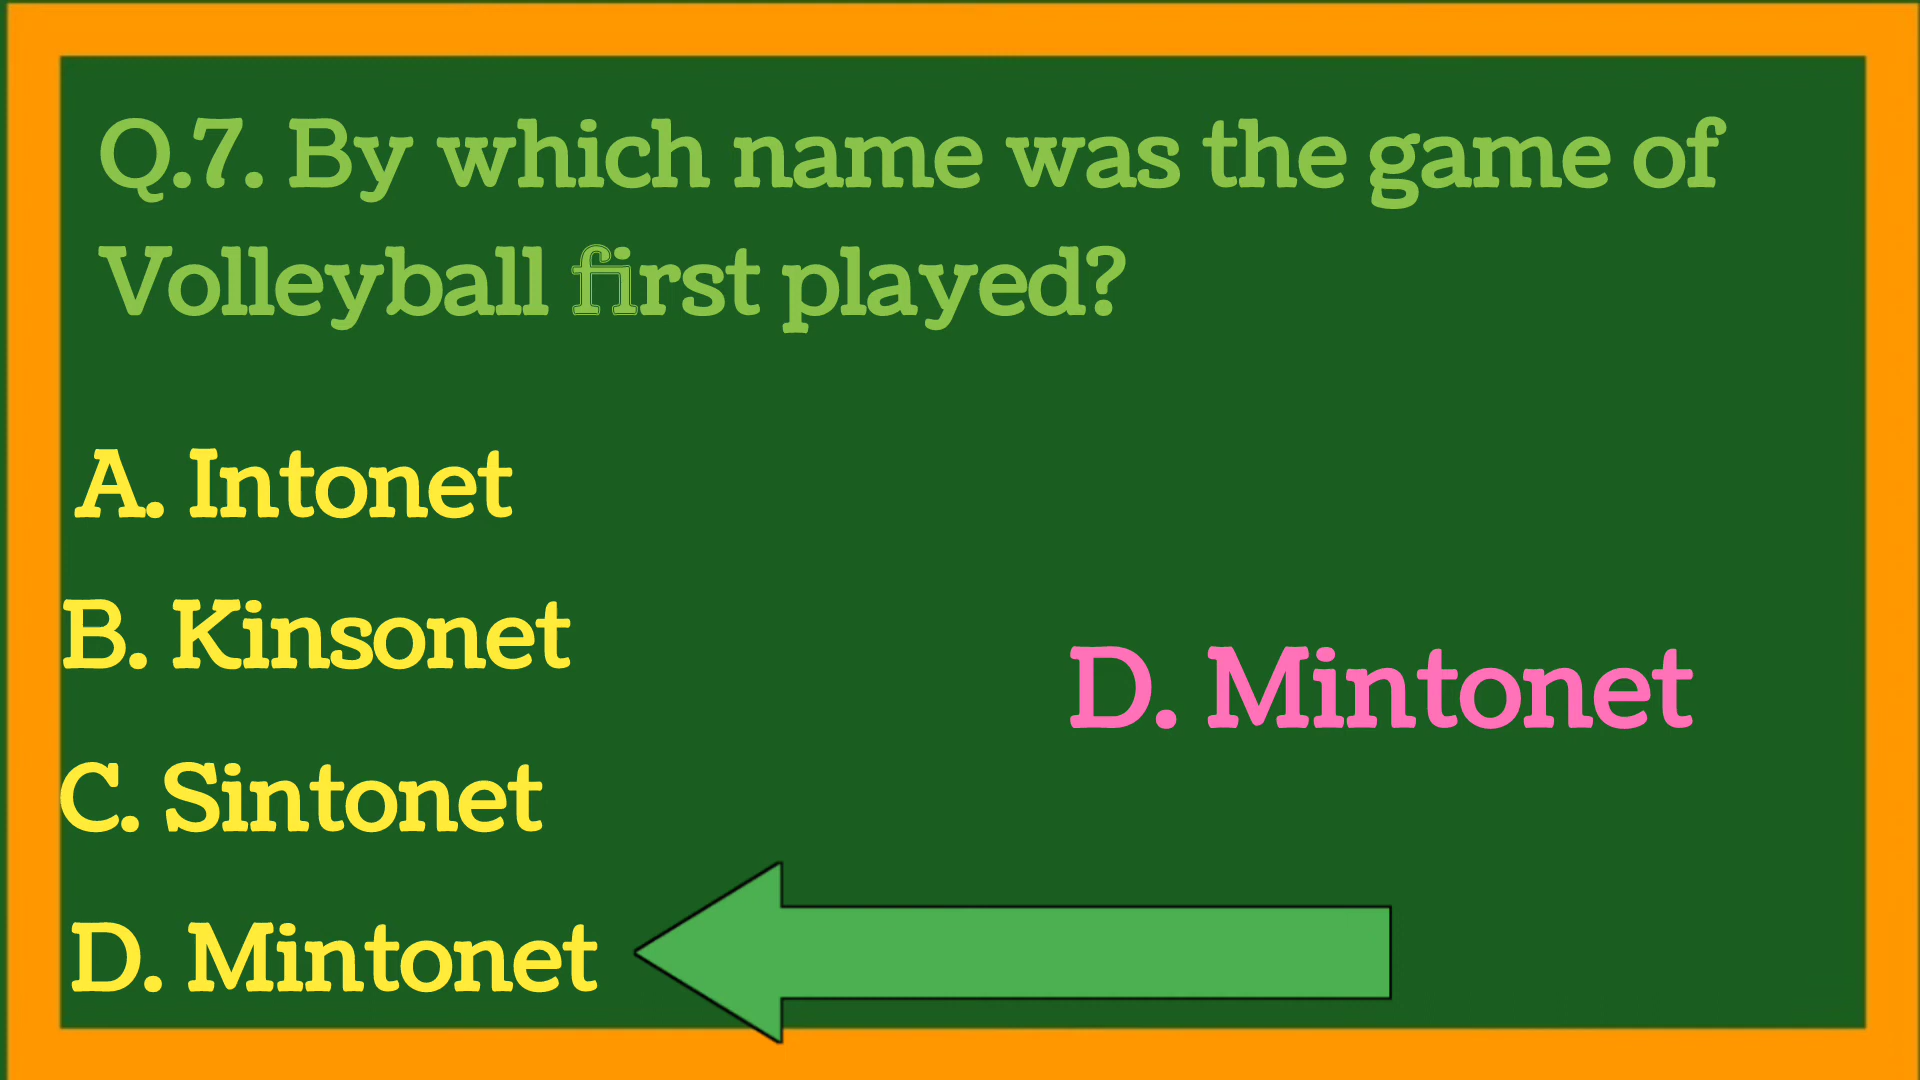 Q.7. By which name was the game of
Volleyball first played?
A. Intonet
B. Kinsonet
C. Sintonet
D. Mintonet
D. Mintonet